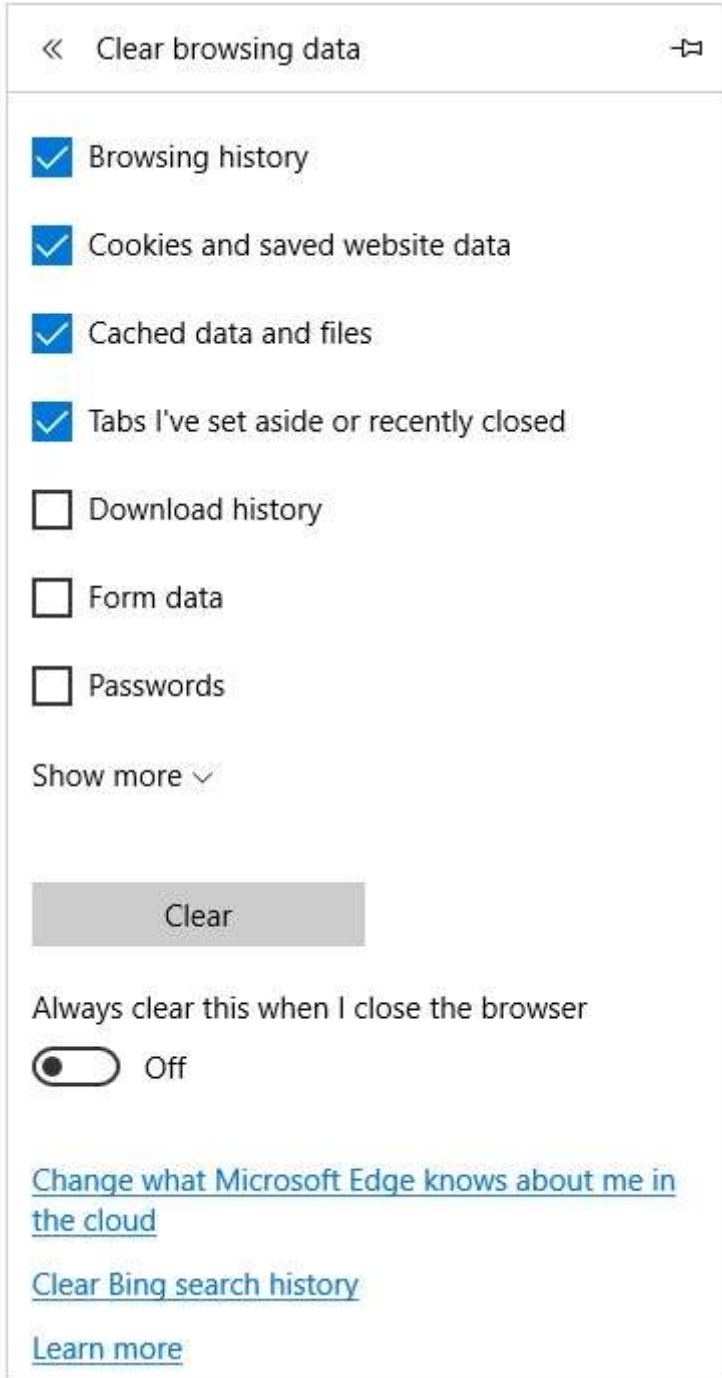 Clear browsing data
Browsing history
Cookies and saved website data
Cached data and files
Tabs I've set aside or recently closed
Download history
Form data
Passwords
Show more
Clear
Always clear this when I close the browser
Off
Change what Microsoft Edge knows about me in
the cloud
Clear Bing search history
Learn more